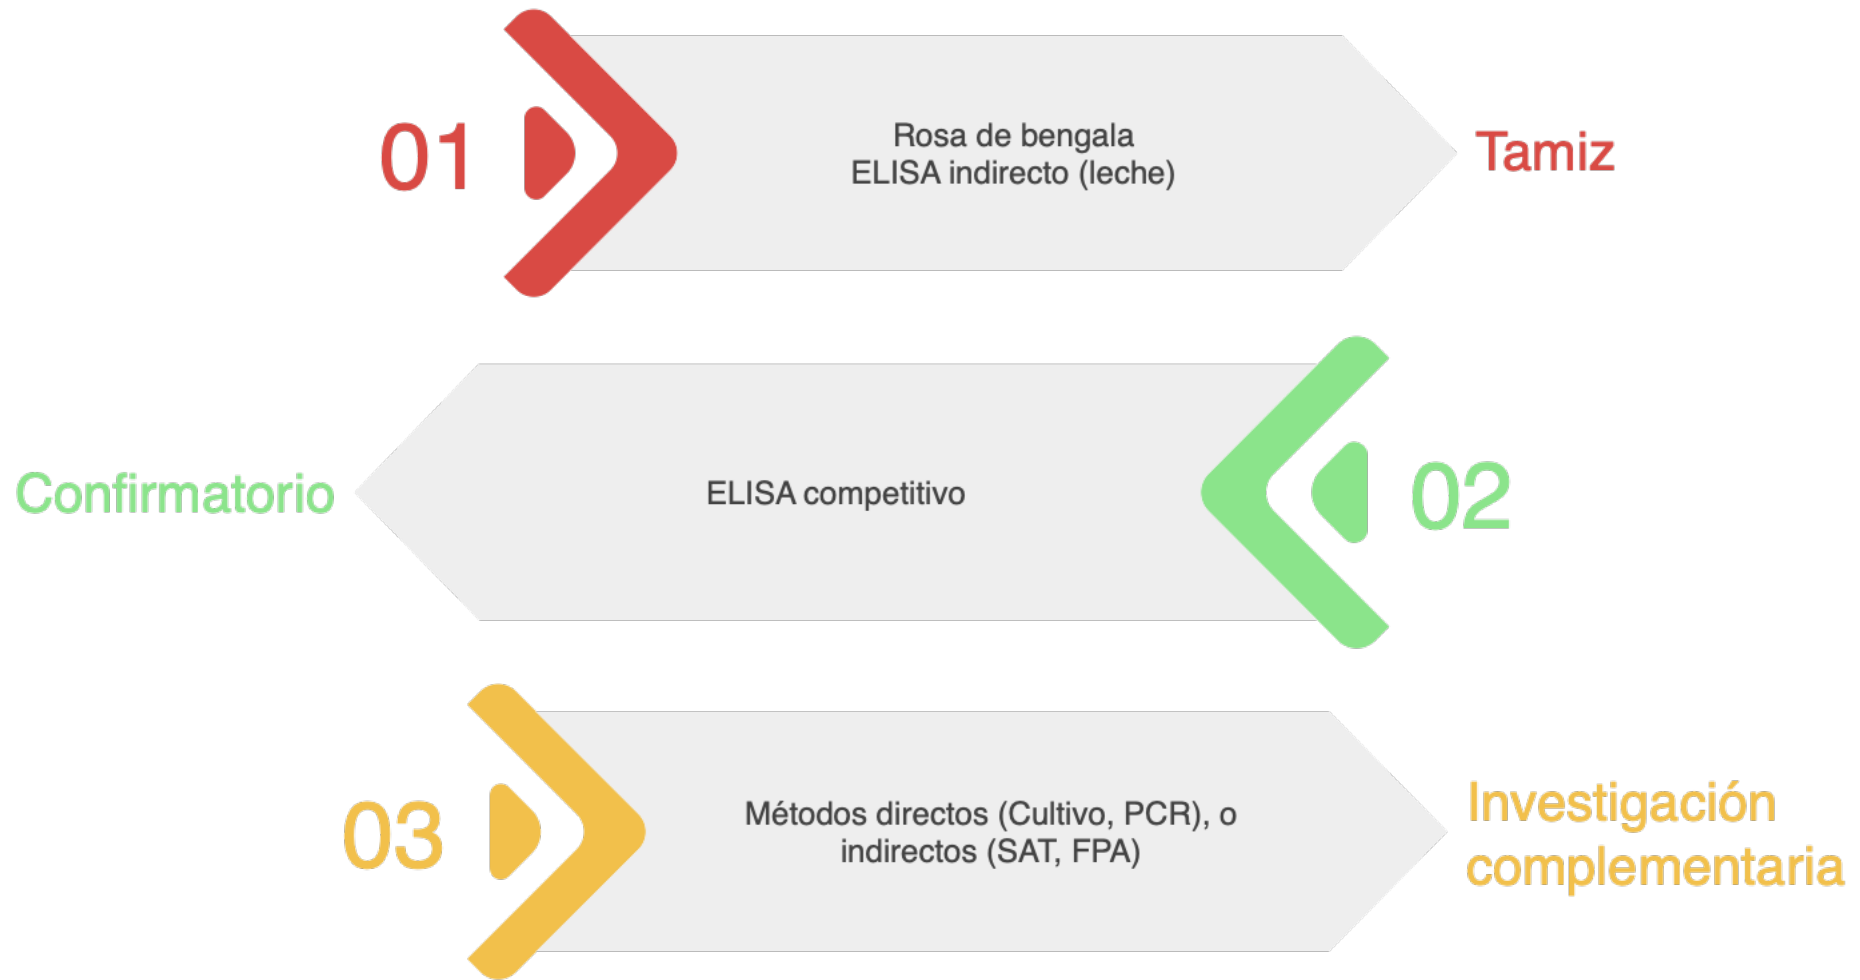 01
Rosa de bengala
ELISA indirecto (leche)
Tamiz
Confirmatorio
ELISA competitivo
02
03
Métodos directos (Cultivo, PCR), o
indirectos (SAT, FPA)
Investigación
complementaria